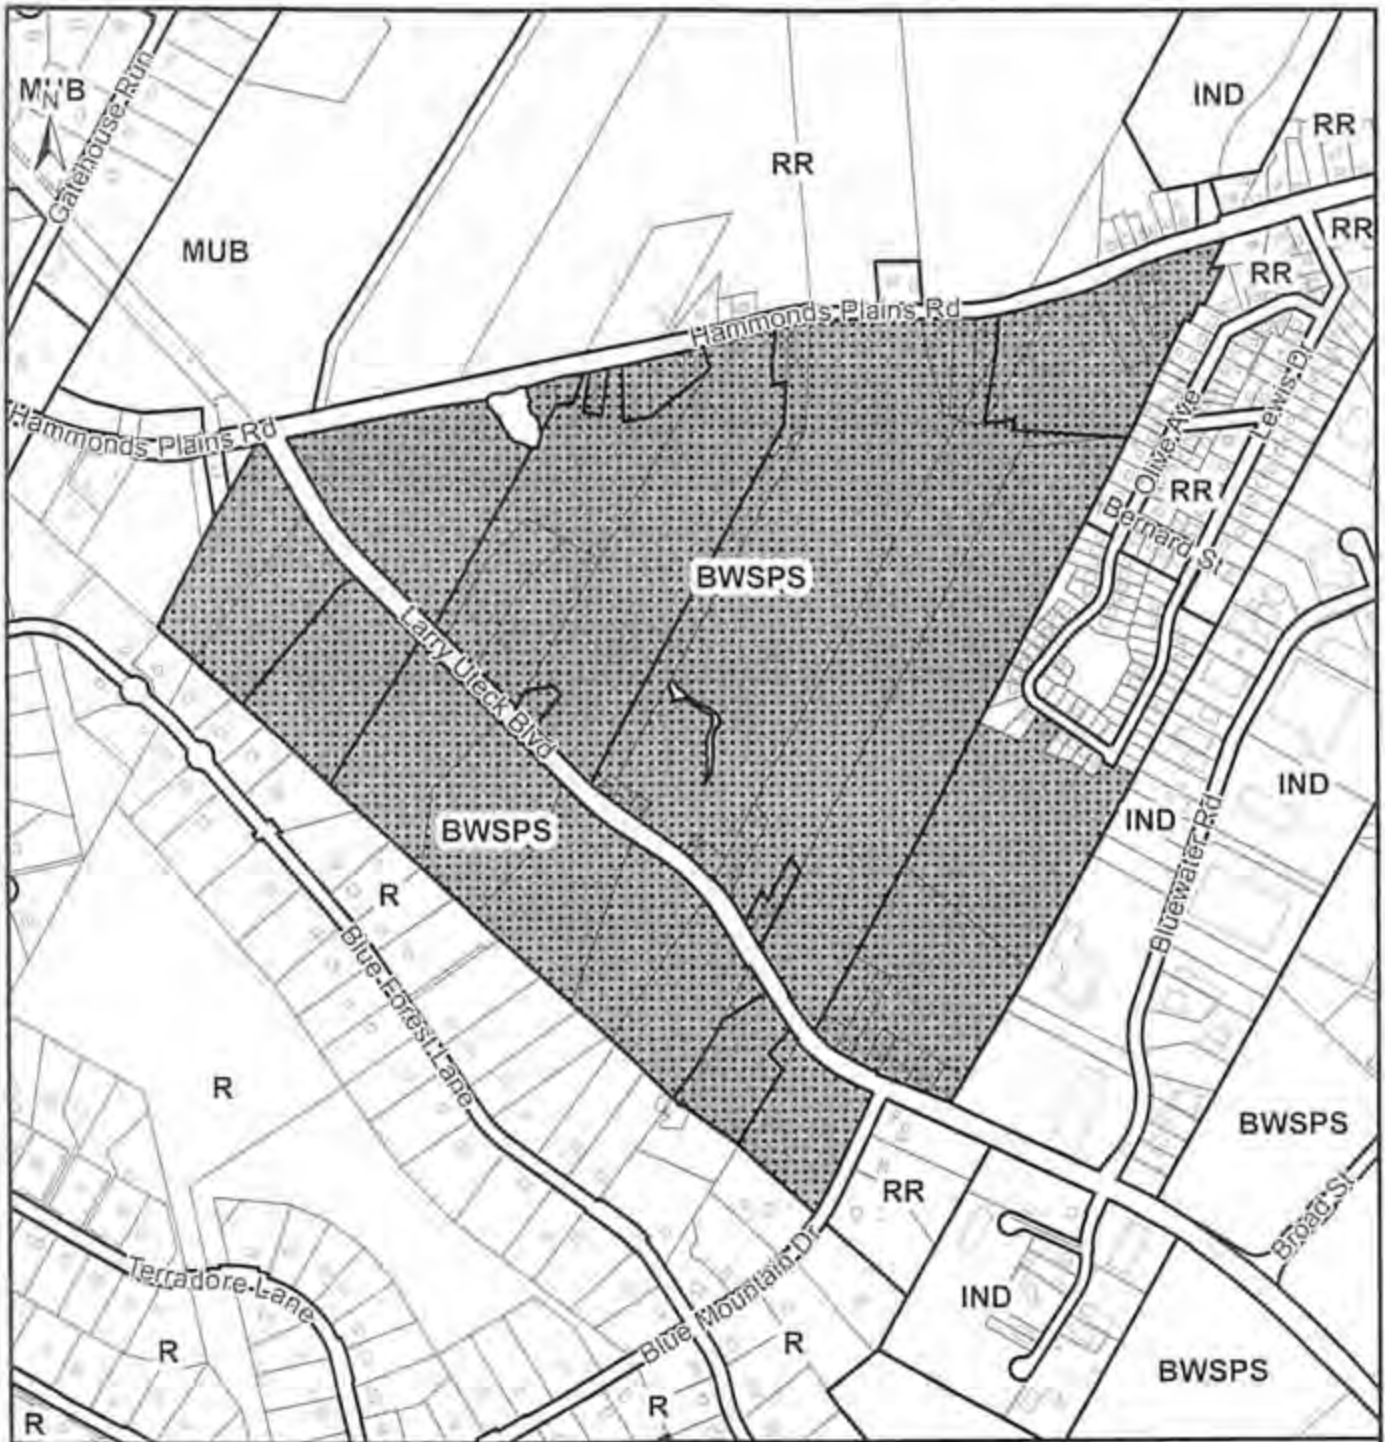 MUB
N
Gatehouse Run
IND
RR
RR
MUB
RR
RR
Hammonds Plains Rd
Lewis D
Hammonds Plains Rd
Olive Ave
RR
Bernard St
BWSPS
Larry Uteck Blvd
IND
IND
BWSPS
Bluewater Rd
R
Blue Forest Lane
R
BWSPS
RR
Broad St
Terradore Lane
IND
Blue Mountain Dr
R
R
BWSPS
R
R